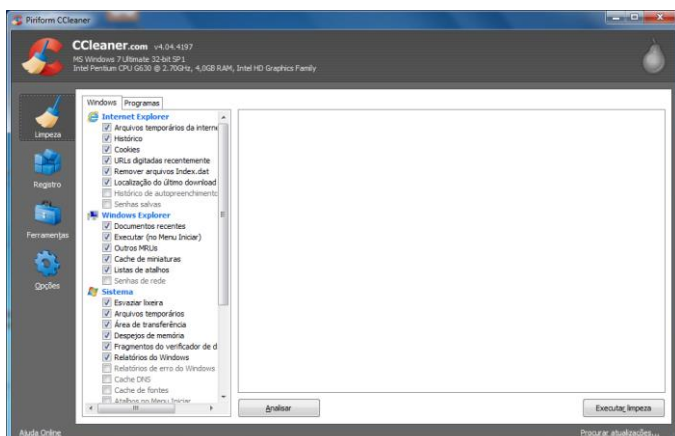 Piriform CCleaner
CCleaner.com v4.04.4197
MS Windows 7 Ultimate 32-bit SP1
Intel Pentium CPU G630 @ 2.70GHz, 4,0GB RAM, Intel HD Graphics Family
Limpeza
Registro
Ferramentas
Opções
Windows Programas
Internet Explorer
Arquivos temporários da interne
Histórico
Cookies
URLs digitadas recentemente
Remover arquivos Index.dat
Localização do último download
Histórico de autopreenchimento
Senhas salvas
Windows Explorer
Documentos recentes
Executar (no Menu Iniciar)
Outros MRUs
Cache de miniaturas
Listas de atalhos
Senhas de rede
Sistema
Esvaziar lixeira
Arquivos temporários
Área de transferência
Despejos de memória
Fragmentos do verificador de d
Relatórios do Windows
Relatórios de erro do Windows
Cache DNS
Cache de fontes
Atalhos no Menu Iniciar
Analisar
Executar limpeza
Ajuda Online
Procurar atualizações...